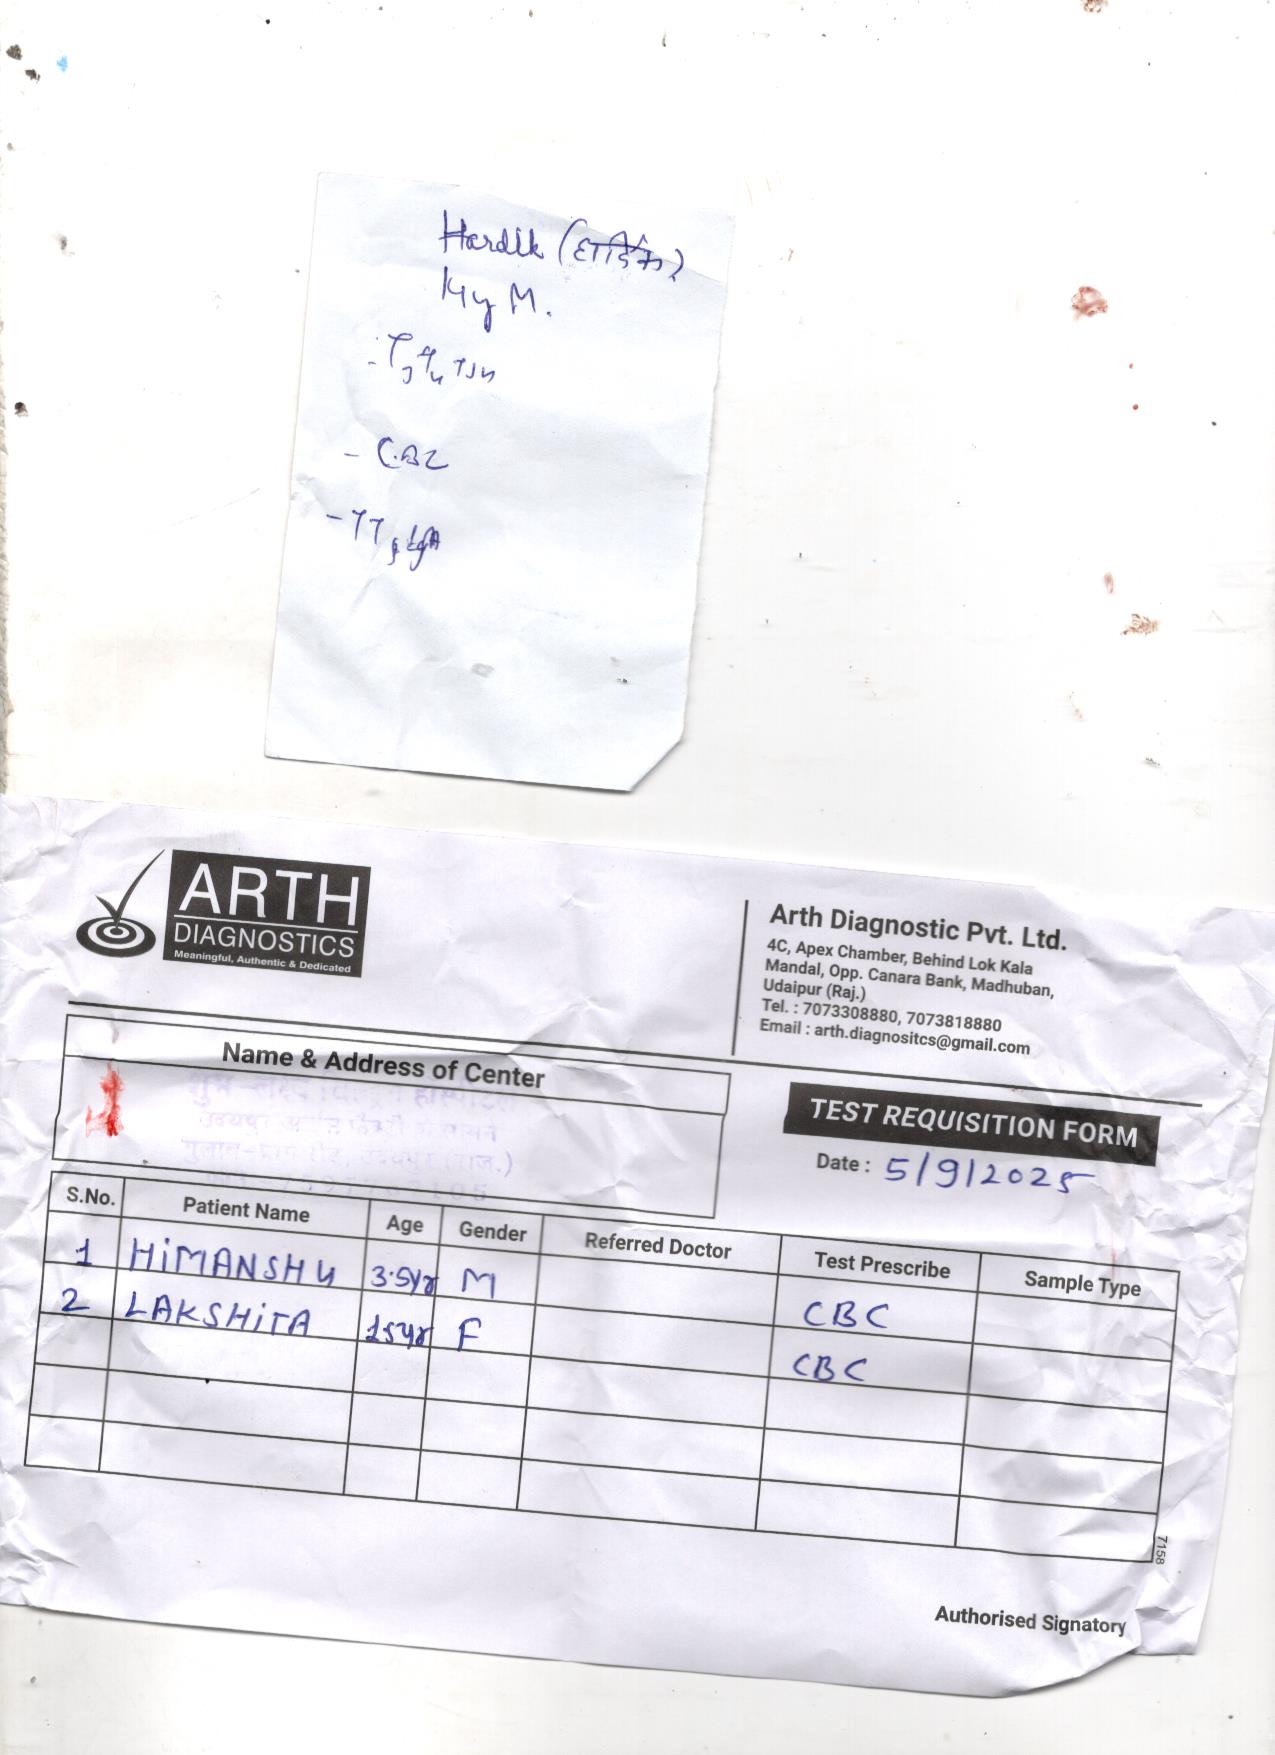 Hardik (हार्दिक)
14y M.
- T3 T4 TSH
- CBC
- TT
ARTH
DIAGNOSTICS
Meaningful, Authentic & Dedicated
Arth Diagnostic Pvt. Ltd.
4C, Apex Chamber, Behind Lok Kala
Mandal, Opp. Canara Bank, Madhuban,
Udaipur (Raj.)
Tel. : 7073308880, 7073818880
Email : arth.diagnositcs@gmail.com
Name & Address of Center
हास्पीटल
उदयपुर (राज.)
TEST REQUISITION FORM
Date : 5/9/2025
S.No. Patient Name Age Gender Referred Doctor Test Prescribe Sample Type
1 HiMANSHU 3.5yr M CBC
2 LAKSHiTA 15yr F CBC
7158
Authorised Signatory